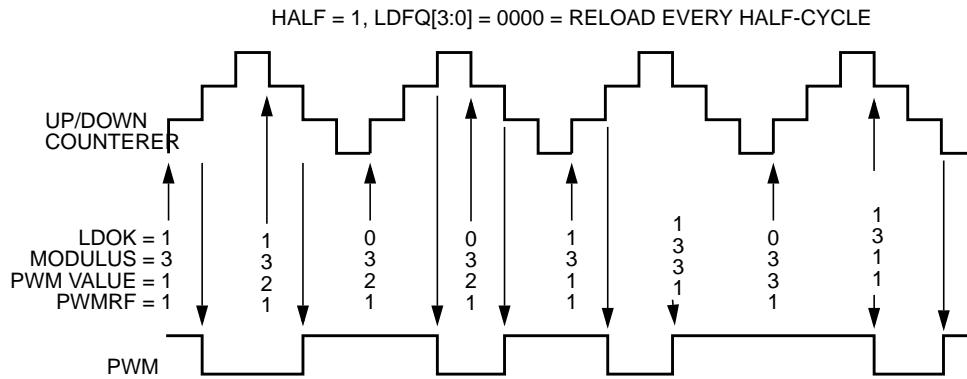 HALF = 1, LDFQ[3:0] = 0000 = RELOAD EVERY HALF-CYCLE
UP/DOWN
COUNTERER
LDOK = 1 1 0 0 1 1 0 1
MODULUS = 3 3 3 3 3 3 3 3
PWM VALUE = 1 2 2 2 1 3 3 1
PWMRF = 1 1 1 1 1 1 1 1
PWM